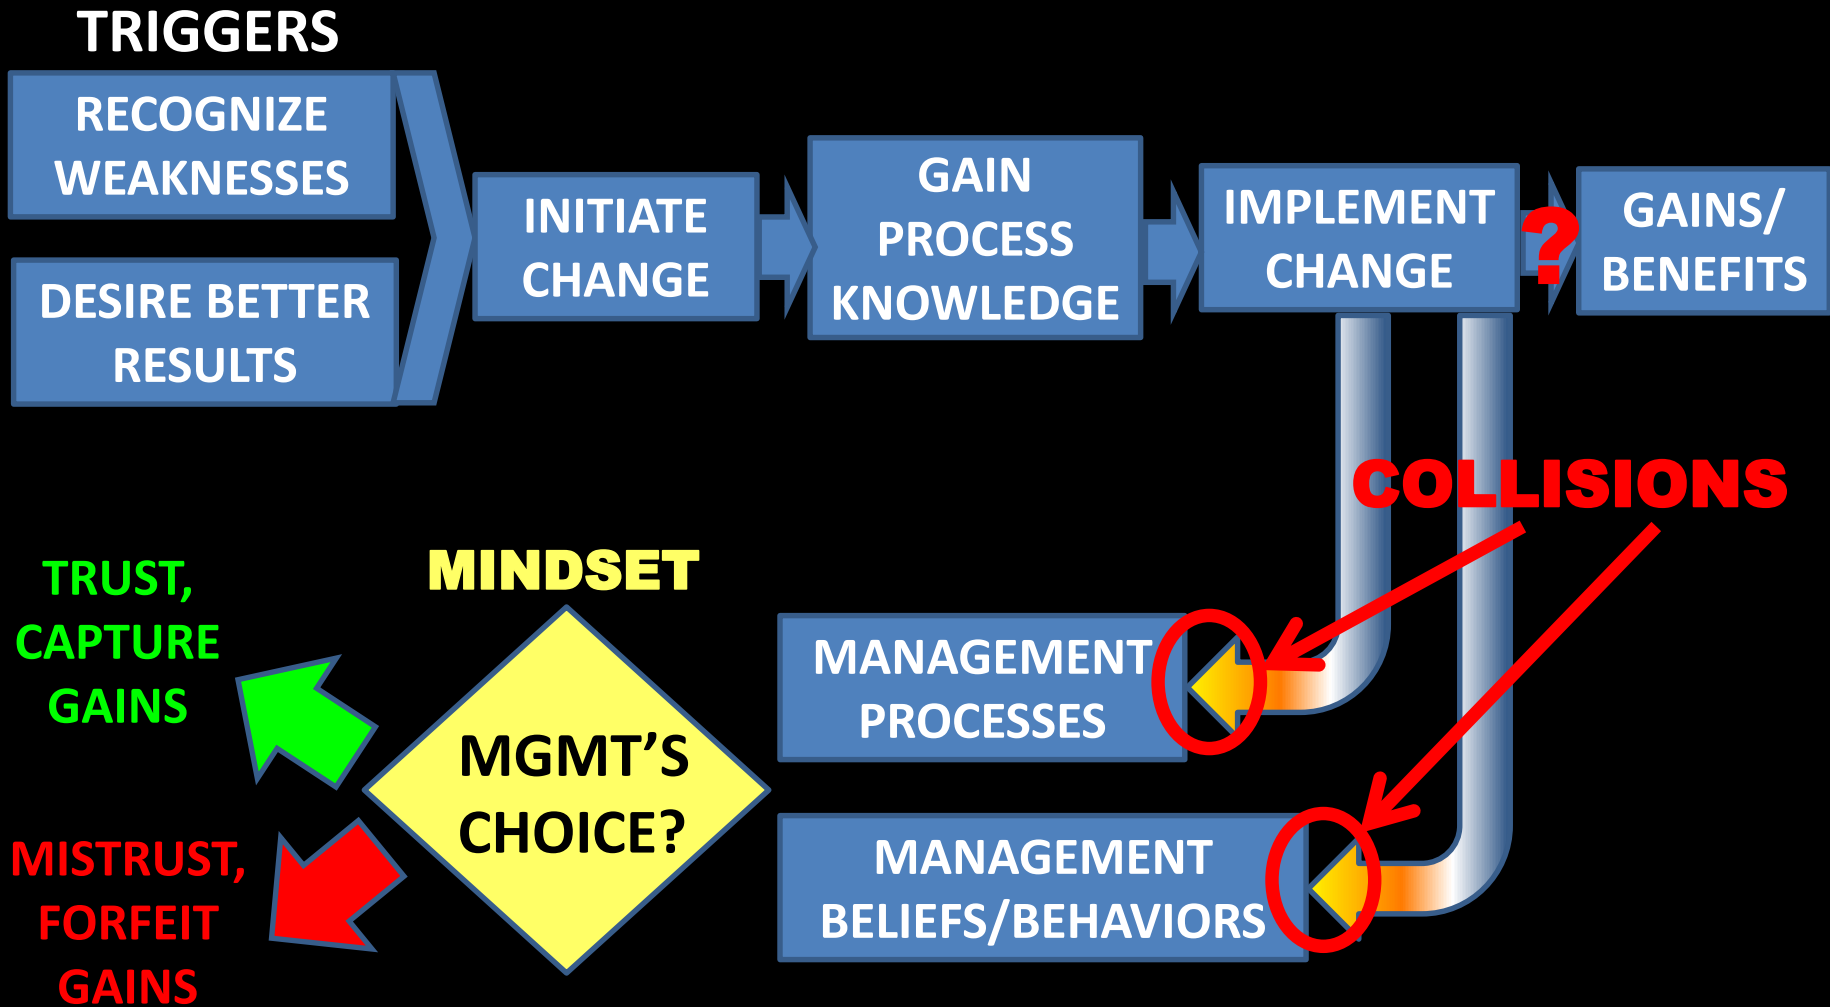 TRIGGERS
RECOGNIZE
WEAKNESSES
DESIRE BETTER
RESULTS
INITIATE
CHANGE
GAIN
PROCESS
KNOWLEDGE
IMPLEMENT
CHANGE
?
GAINS/
BENEFITS
COLLISIONS
MANAGEMENT
PROCESSES
MANAGEMENT
BELIEFS/BEHAVIORS
MINDSET
MGMT’S
CHOICE?
TRUST,
CAPTURE
GAINS
MISTRUST,
FORFEIT
GAINS